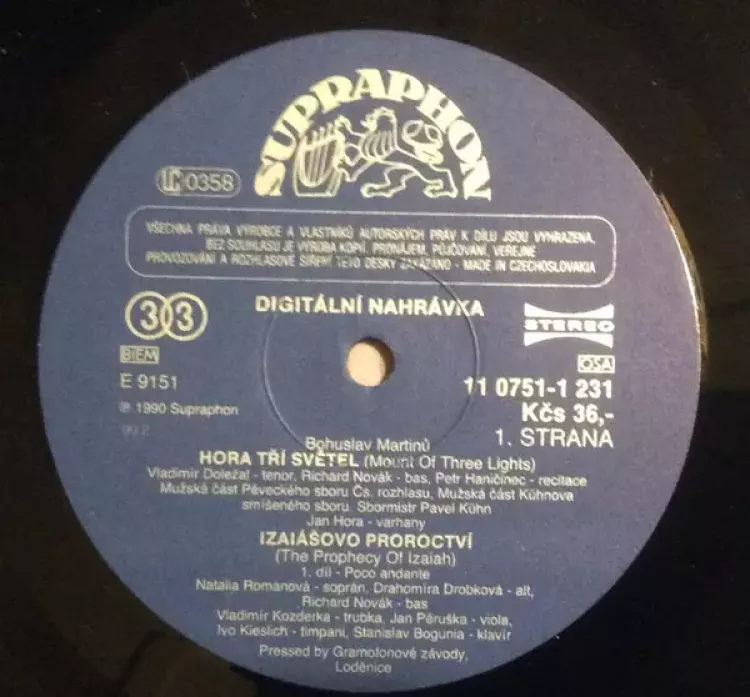 SUPRAPHON
LC 0358
VŠECHNA PRÁVA VÝROBCE A VLASTNÍKŮ AUTORSKÝCH PRÁV K DÍLU JSOU VYHRAZENA.
BEZ SOUHLASU JE VÝROBA KOPIÍ, PRONÁJEM, PŮJČOVÁNÍ, VEŘEJNÉ
PROVOZOVÁNÍ A ROZHLASOVÉ ŠÍŘENÍ TÉTO DESKY ZAKÁZÁNO - MADE IN CZECHOSLOVAKIA
33
DIGITÁLNÍ NAHRÁVKA
STEREO
BIEM
OSA
E 9151
11 0751-1 231
℗ 1990 Supraphon
Kčs 36,-
90 2
1. STRANA
Bohuslav Martinů
HORA TŘÍ SVĚTEL (Mount Of Three Lights)
Vladimír Doležal - tenor, Richard Novák - bas, Petr Haničinec - recitace
Mužská část Pěveckého sboru Čs. rozhlasu, Mužská část Kühnova
smíšeného sboru. Sbormistr Pavel Kühn
Jan Hora - varhany
IZAIÁŠOVO PROROCTVÍ
(The Prophecy Of Izaiah)
1. díl - Poco andante
Natalia Romanová - soprán, Drahomíra Drobková - alt,
Richard Novák - bas
Vladimír Kozderka - trubka, Jan Péruška - viola,
Ivo Kieslich - timpani, Stanislav Bogunia - klavír
Pressed by Gramofonové závody,
Loděnice